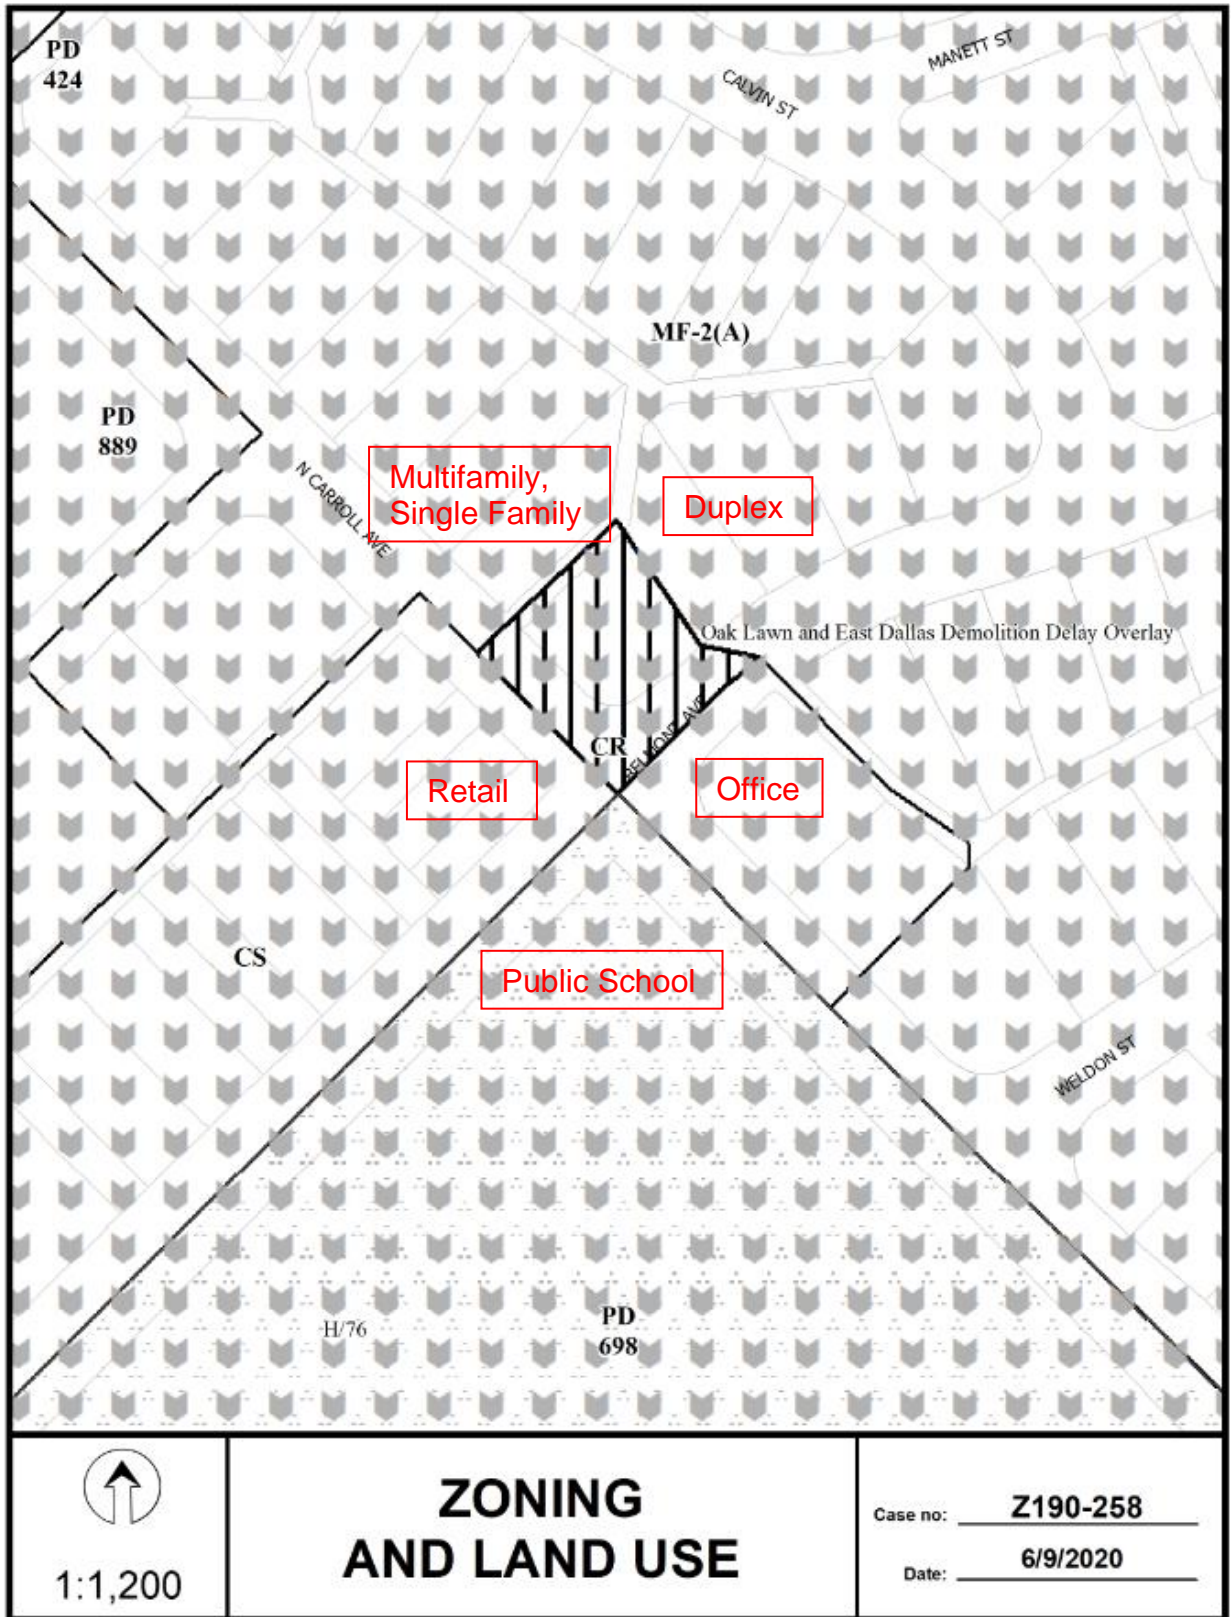 PD
424
MANETT ST
CALVIN ST
MF-2(A)
PD
889
N CARROLL AVE
Multifamily,
Single Family
Duplex
Oak Lawn and East Dallas Demolition Delay Overlay
CR
BELMONT AVE
Retail
Office
CS
Public School
WELDON ST
H/76
PD
698
1:1,200
ZONING
AND LAND USE
Case no: Z190-258
Date: 6/9/2020